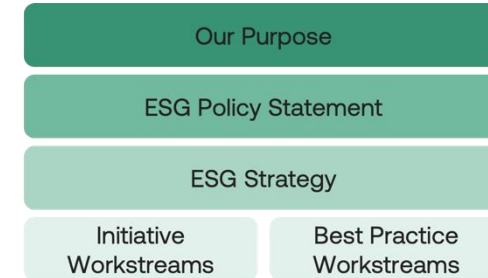 Our Purpose
ESG Policy Statement
ESG Strategy
Initiative
Workstreams
Best Practice
Workstreams